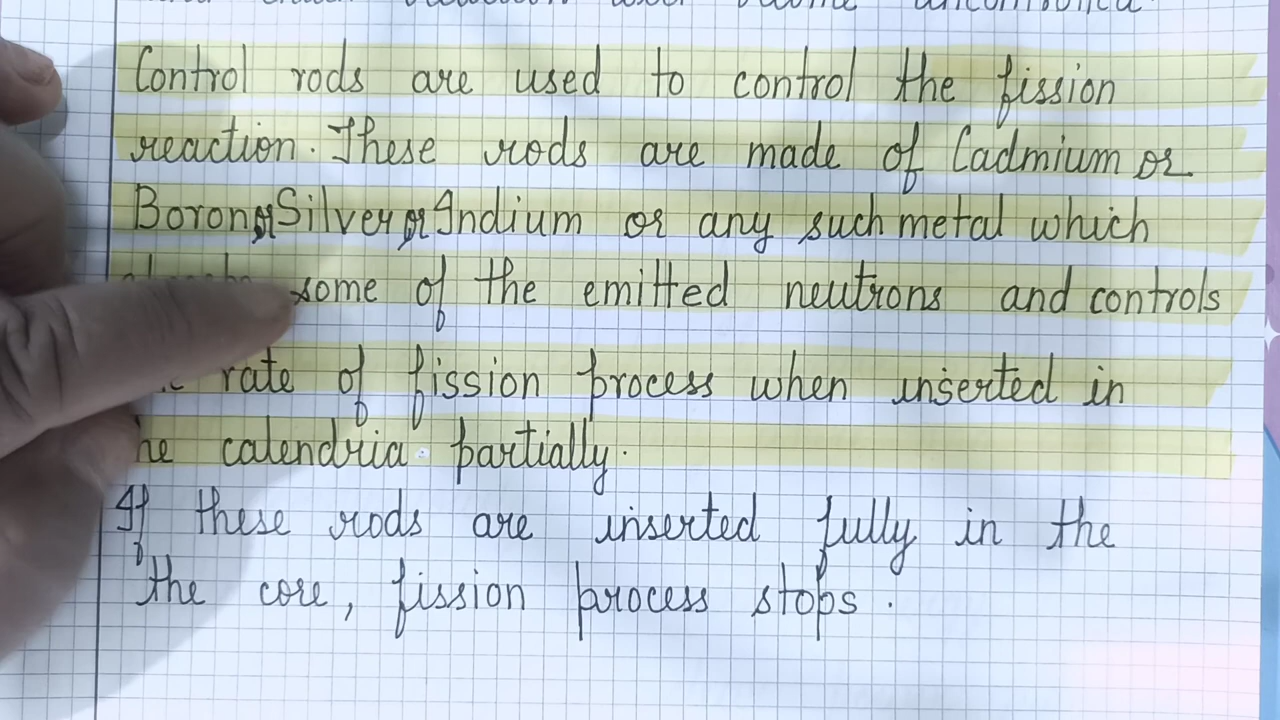 Control rods are used to control the fission
reaction. These rods are made of Cadmium or
Boron or Silver or Indium or any such metal which
some of the emitted neutrons and controls
rate of fission process when inserted in
calendria partially.
If these rods are inserted fully in the
the core, fission process stops.